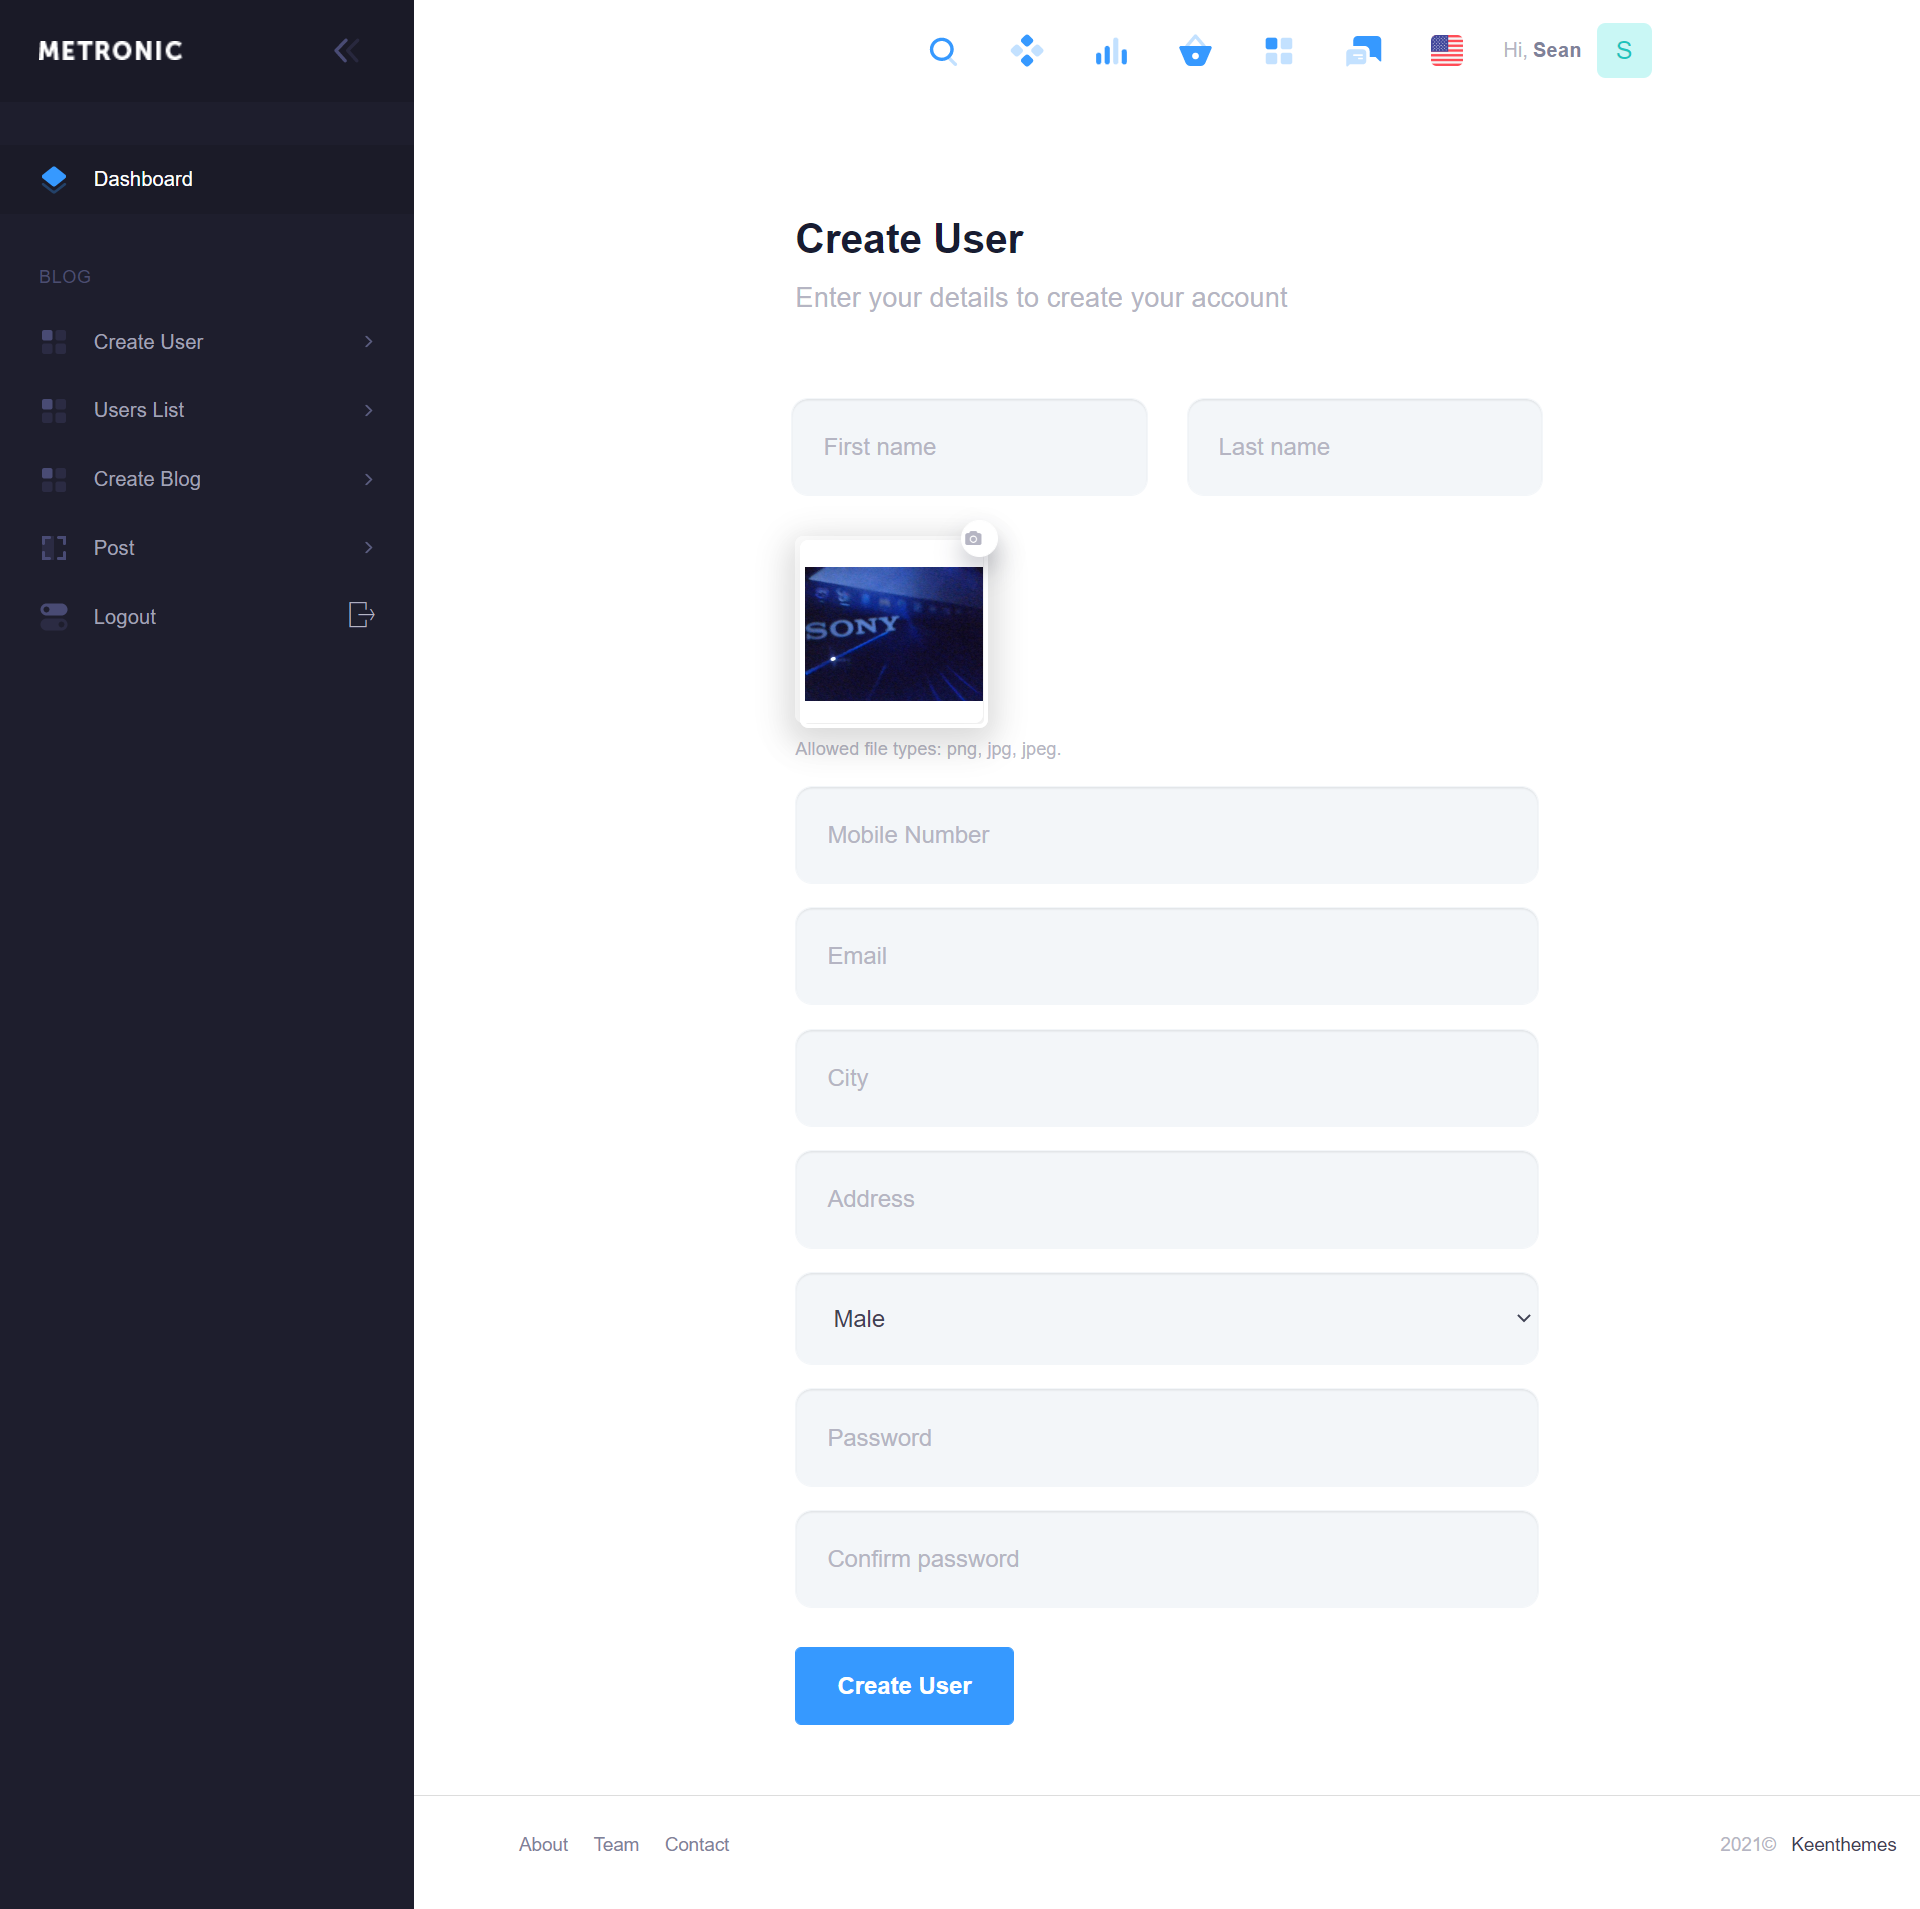 METRONIC
Hi, Sean S
Dashboard
BLOG
Create User
Users List
Create Blog
Post
Logout
Create User
Enter your details to create your account
First name
Last name
SONY
Allowed file types: png, jpg, jpeg.
Mobile Number
Email
City
Address
Male
Password
Confirm password
Create User
About Team Contact
2021© Keenthemes